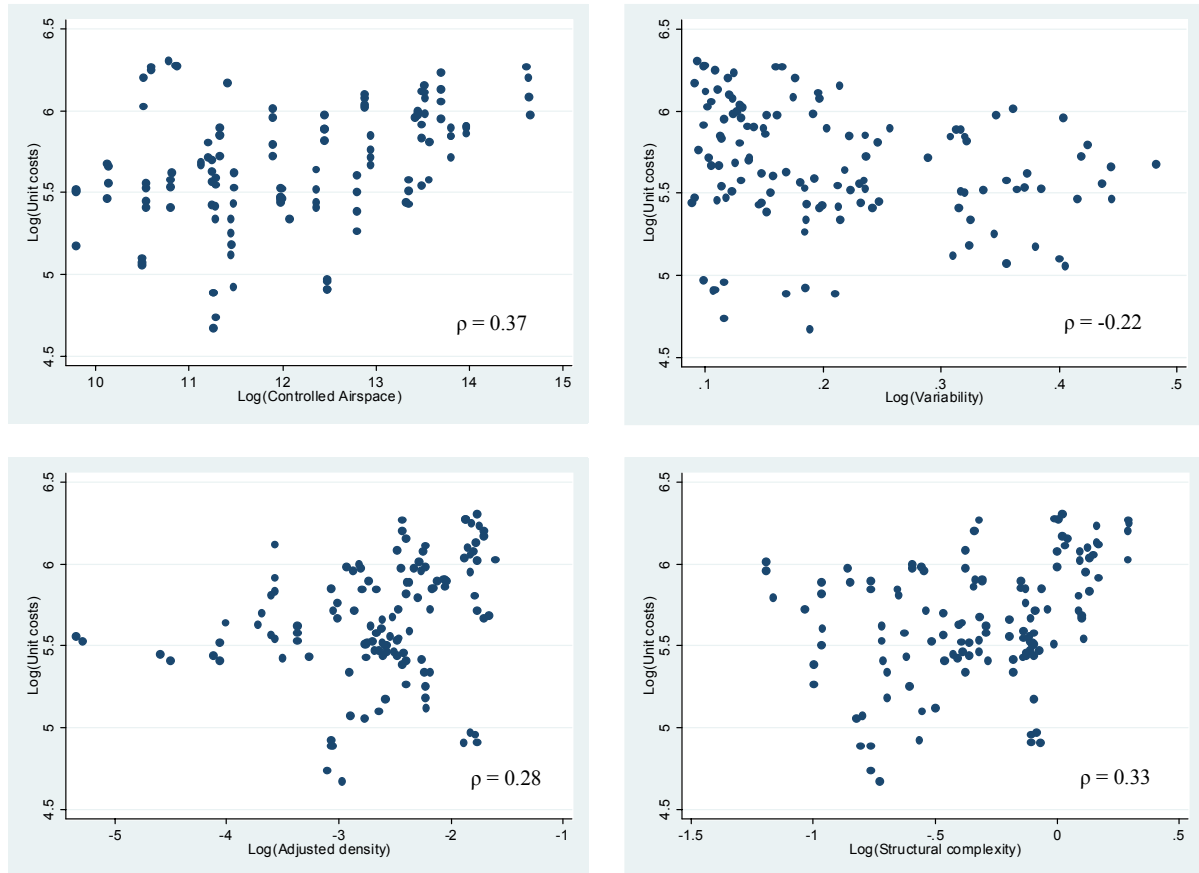 6.5
6
5.5
5
4.5
Log(Unit costs)
ρ = 0.37
10 11 12 13 14 15
Log(Controlled Airspace)
6.5
6
5.5
5
4.5
Log(Unit costs)
ρ = -0.22
.1 .2 .3 .4 .5
Log(Variability)
6.5
6
5.5
5
4.5
Log(Unit costs)
ρ = 0.28
-5 -4 -3 -2 -1
Log(Adjusted density)
6.5
6
5.5
5
4.5
Log(Unit costs)
ρ = 0.33
-1.5 -1 -.5 0 .5
Log(Structural complexity)